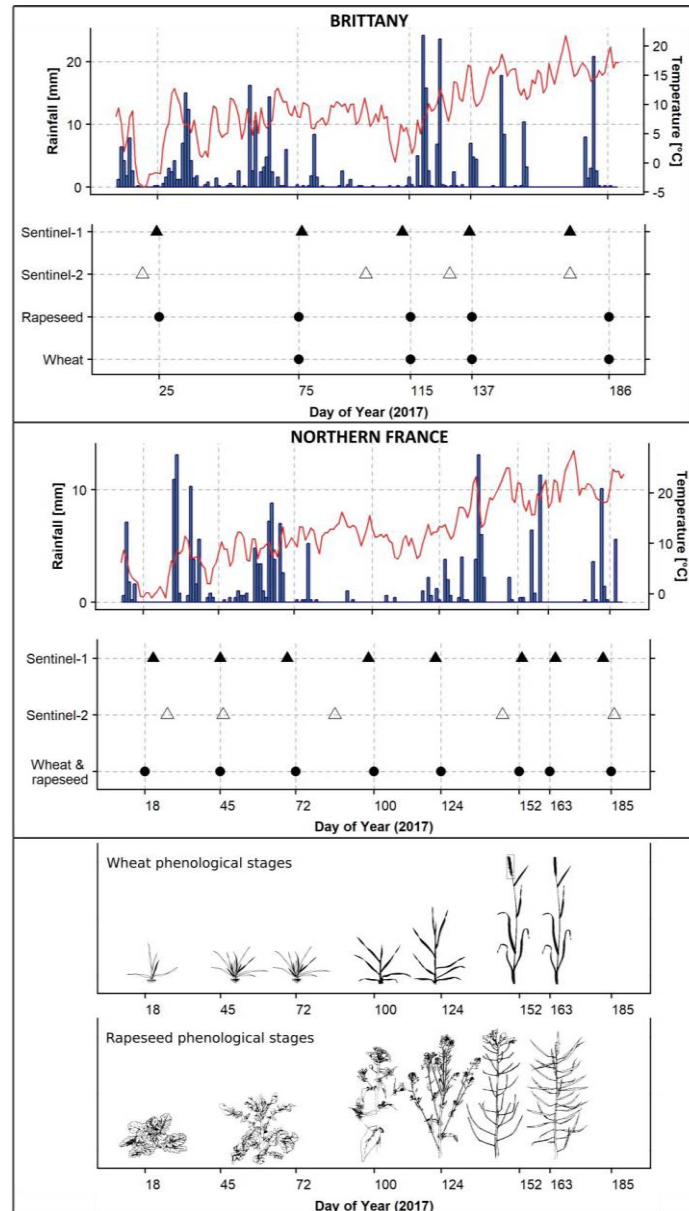 BRITTANY
Rainfall [mm]
20
10
0
Temperature [°C]
20
15
10
5
0
-5
Sentinel-1
Sentinel-2
Rapeseed
Wheat
25 75 115 137 186
Day of Year (2017)
NORTHERN FRANCE
Rainfall [mm]
10
0
Temperature [°C]
20
10
0
Sentinel-1
Sentinel-2
Wheat &
rapeseed
18 45 72 100 124 152 163 185
Day of Year (2017)
Wheat phenological stages
18 45 72 100 124 152 163 185
Rapeseed phenological stages
18 45 72 100 124 152 163 185
Day of Year (2017)